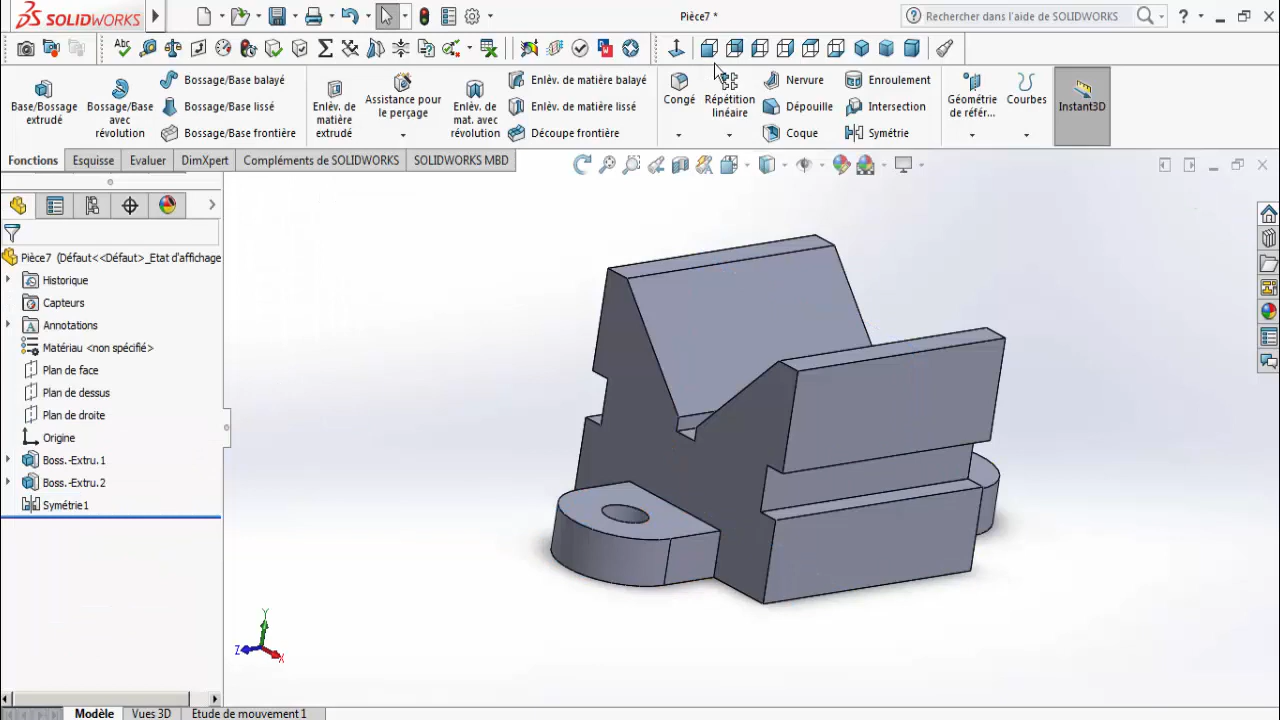 SOLIDWORKS
Pièce7 *
Rechercher dans l'aide de SOLIDWORKS
?
Base/Bossage
extrudé
Bossage/Base
avec
révolution
Bossage/Base balayé
Bossage/Base lissé
Bossage/Base frontière
Enlèv. de
matière
extrudé
Assistance pour
le perçage
Enlèv. de
mat. avec
révolution
Enlèv. de matière balayé
Enlèv. de matière lissé
Découpe frontière
Congé
Répétition
linéaire
Nervure
Dépouille
Coque
Enroulement
Intersection
Symétrie
Géométrie
de référ...
Courbes
Instant3D
Fonctions
Esquisse
Evaluer
DimXpert
Compléments de SOLIDWORKS
SOLIDWORKS MBD
Pièce7 (Défaut<<Défaut>_Etat d'affichage
Historique
Capteurs
Annotations
Matériau <non spécifié>
Plan de face
Plan de dessus
Plan de droite
Origine
Boss.-Extru.1
Boss.-Extru.2
Symétrie1
Y
Z
X
Modèle
Vues 3D
Etude de mouvement 1